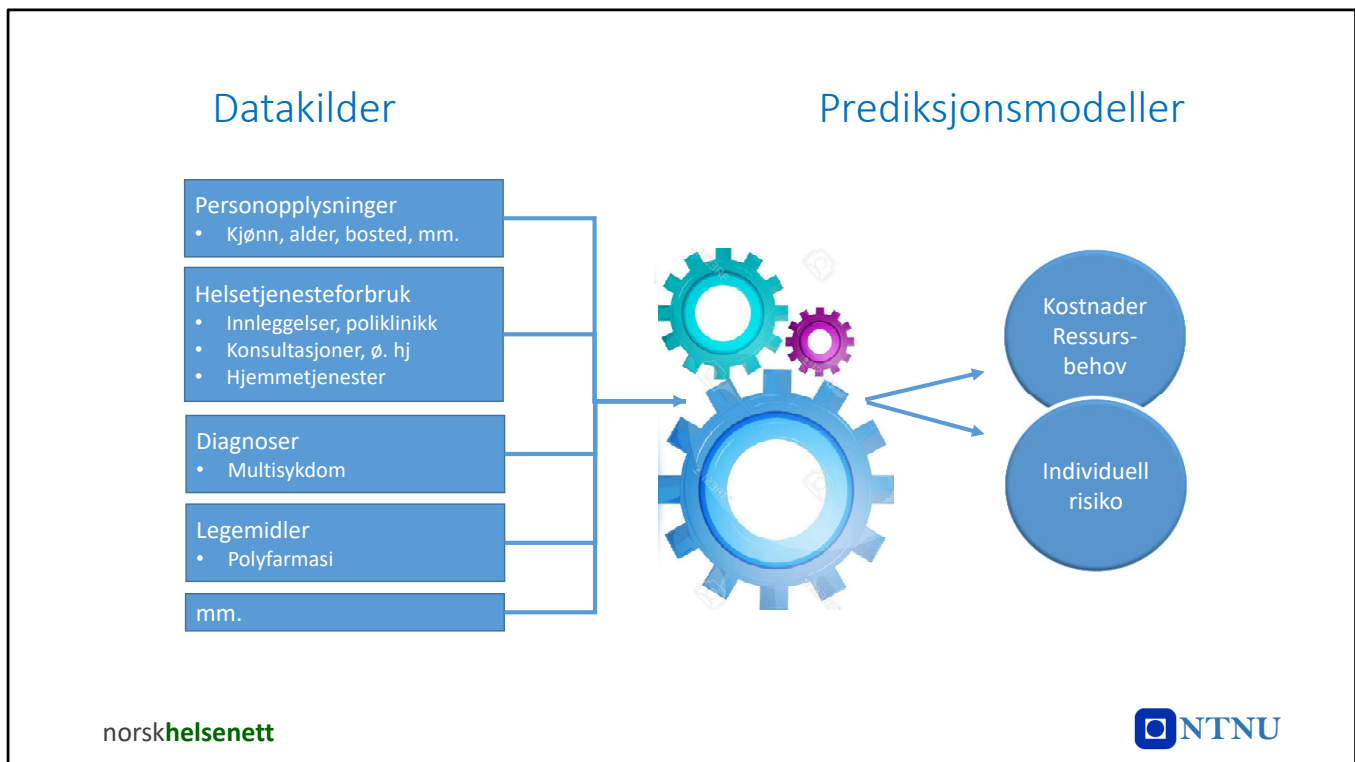 Datakilder
Prediksjonsmodeller
Personopplysninger
• Kjønn, alder, bosted, mm.
Helsetjenesteforbruk
• Innleggelser, poliklinikk
• Konsultasjoner, ø. hj
• Hjemmetjenester
Diagnoser
• Multisykdom
Legemidler
• Polyfarmasi
mm.
Kostnader
Ressurs-
behov
Individuell
risiko
norskhelsenett
NTNU